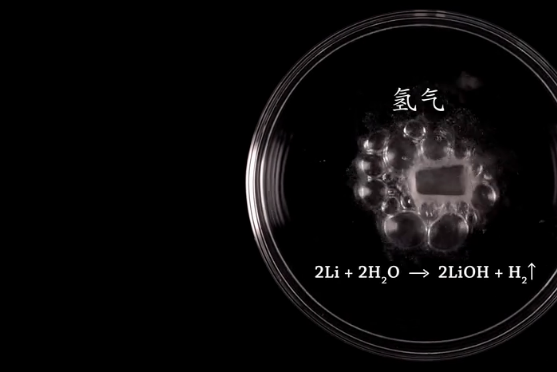 氢气
2Li + 2H₂O → 2LiOH + H₂↑